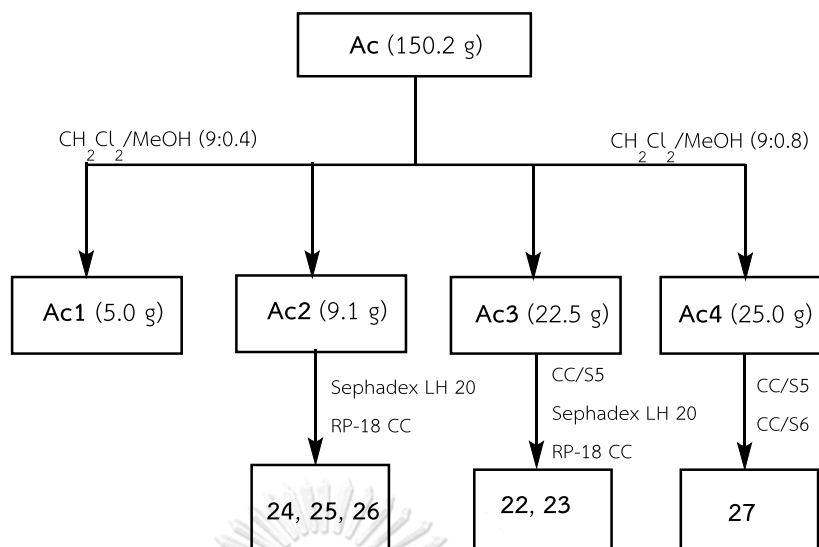 Ac (150.2 g)
CH₂Cl₂/MeOH (9:0.4)
CH₂Cl₂/MeOH (9:0.8)
Ac1 (5.0 g)
Ac2 (9.1 g)
Ac3 (22.5 g)
Ac4 (25.0 g)
Sephadex LH 20
RP-18 CC
CC/S5
Sephadex LH 20
RP-18 CC
CC/S5
CC/S6
24, 25, 26
22, 23
27